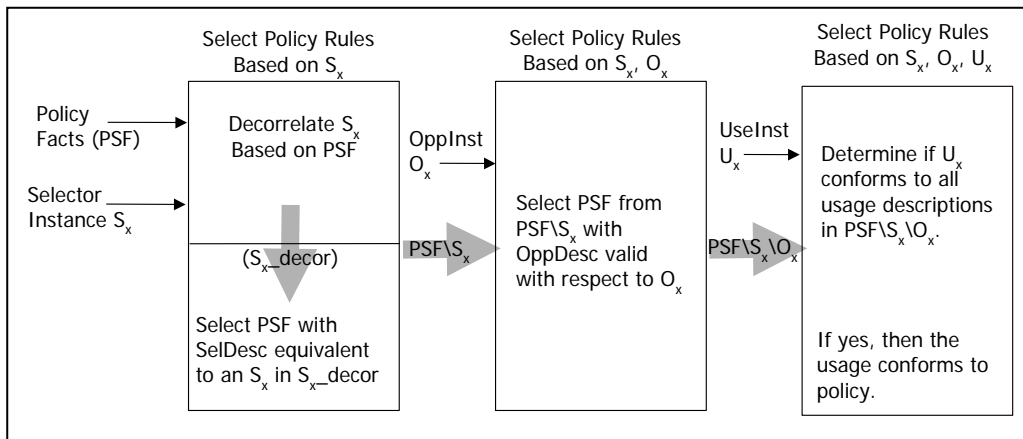 Select Policy Rules
Based on Sx
Policy
Facts (PSF)
Selector
Instance Sx
Decorrelate Sx
Based on PSF
(Sx_decor)
Select PSF with
SelDesc equivalent
to an Sx in Sx_decor
OppInst
Ox
PSF\Sx
Select Policy Rules
Based on Sx, Ox
Select PSF from
PSF\Sx with
OppDesc valid
with respect to Ox
UseInst
Ux
PSF\Sx\Ox
Select Policy Rules
Based on Sx, Ox, Ux
Determine if Ux
conforms to all
usage descriptions
in PSF\Sx\Ox.
If yes, then the
usage conforms to
policy.